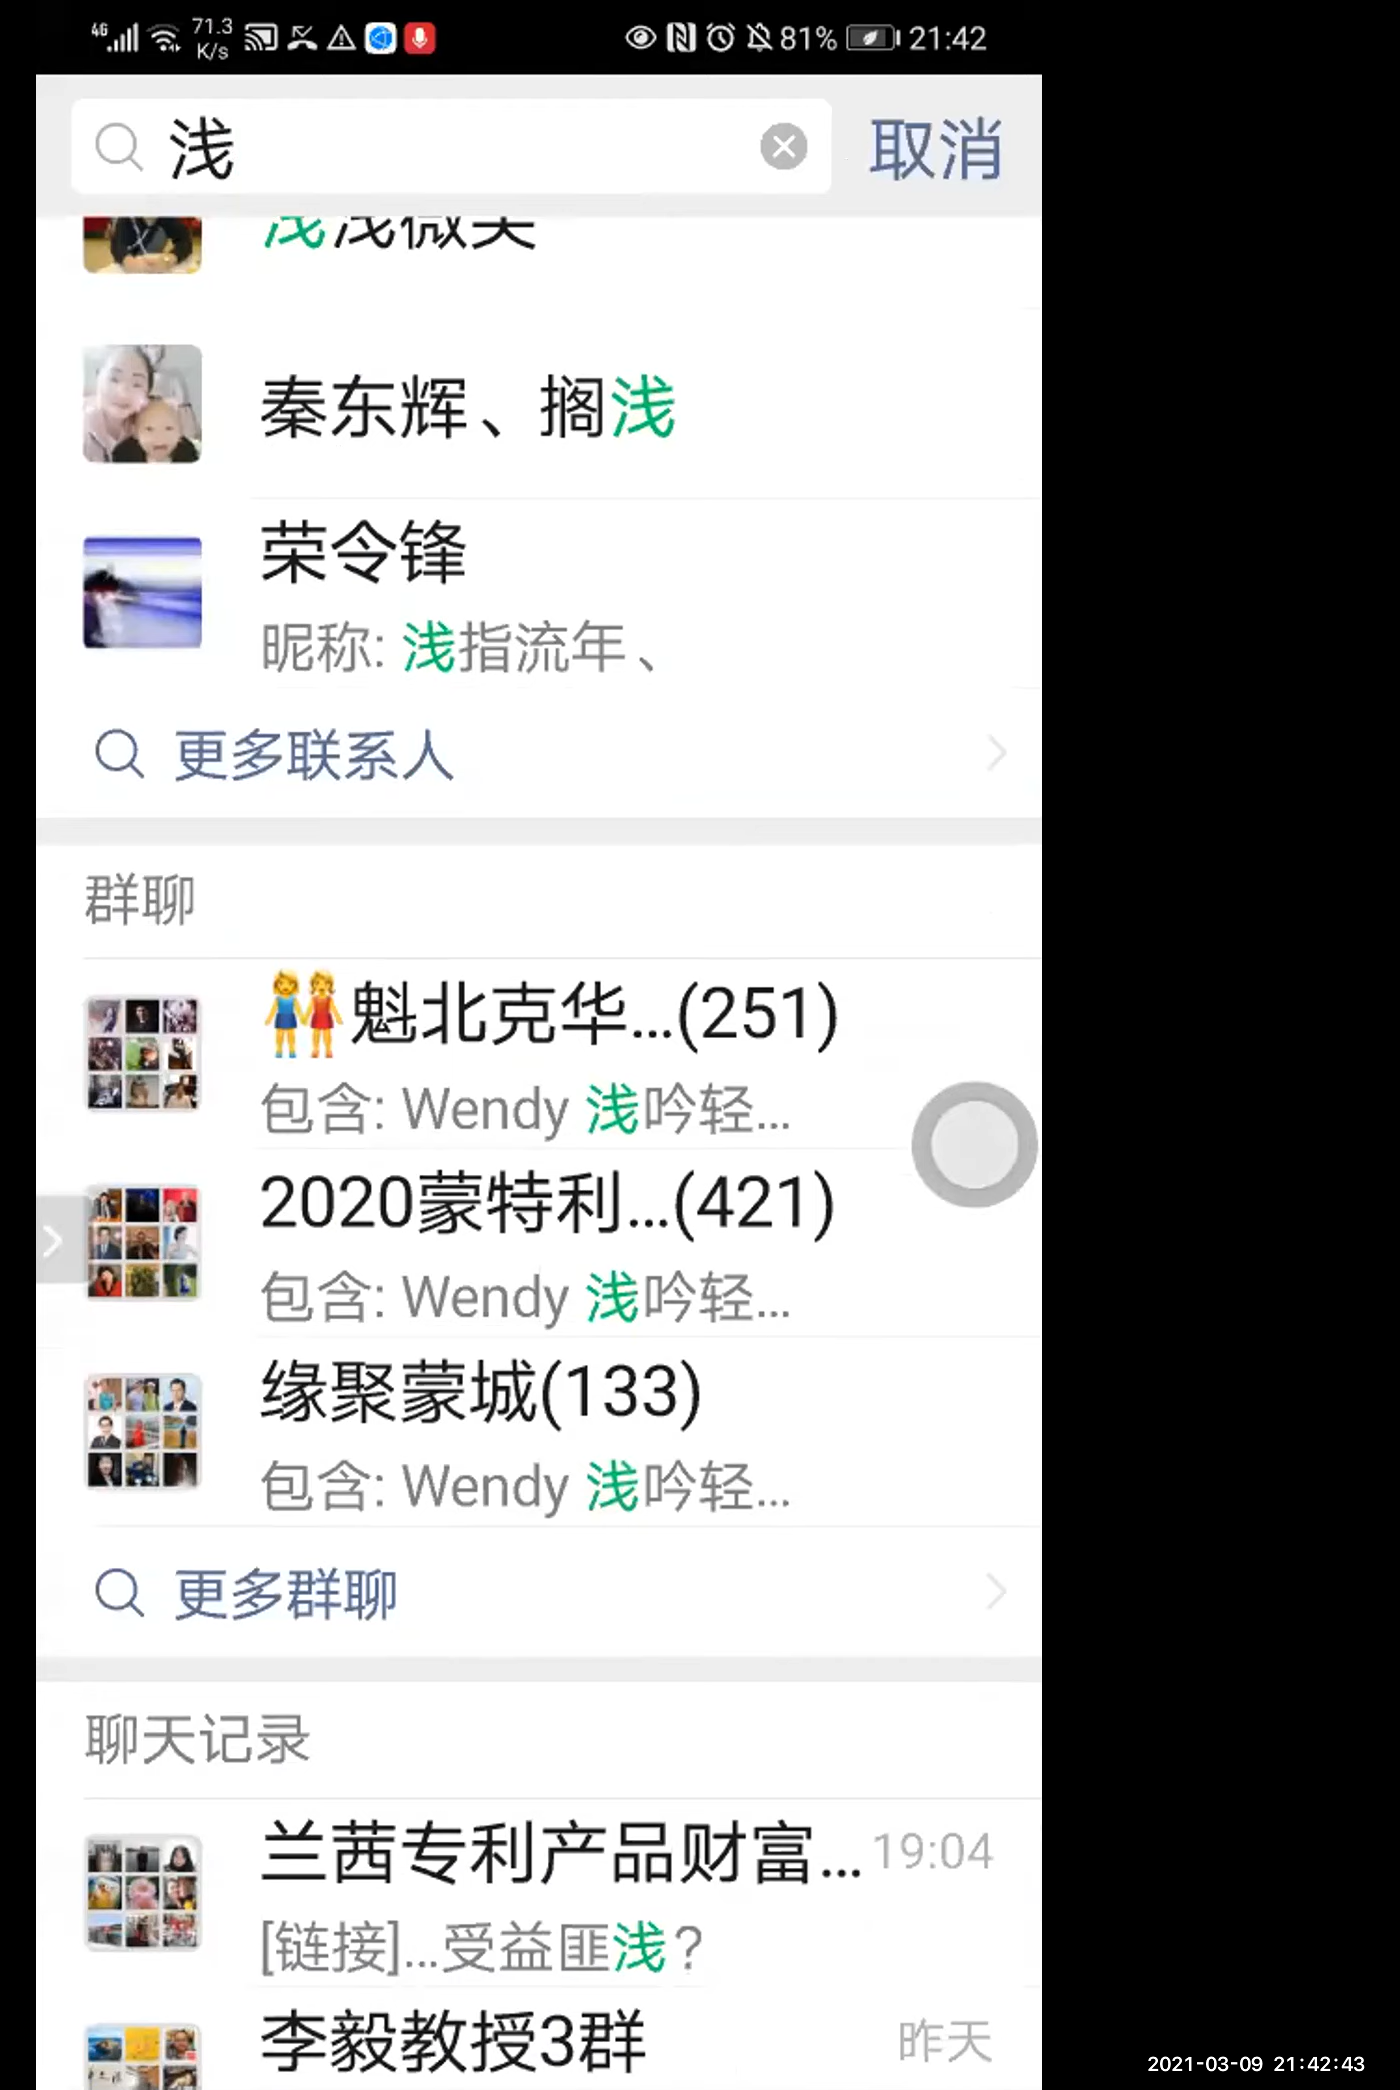 4G 71.3 K/s 81% 21:42
浅 取消
浅浅微笑
秦东辉、搁浅
荣令锋
昵称: 浅指流年、
更多联系人
群聊
魁北克华...(251)
包含: Wendy 浅吟轻...
2020蒙特利...(421)
包含: Wendy 浅吟轻...
缘聚蒙城(133)
包含: Wendy 浅吟轻...
更多群聊
聊天记录
兰茜专利产品财富... 19:04
[链接]...受益匪浅?
李毅教授3群 昨天
2021-03-09 21:42:43